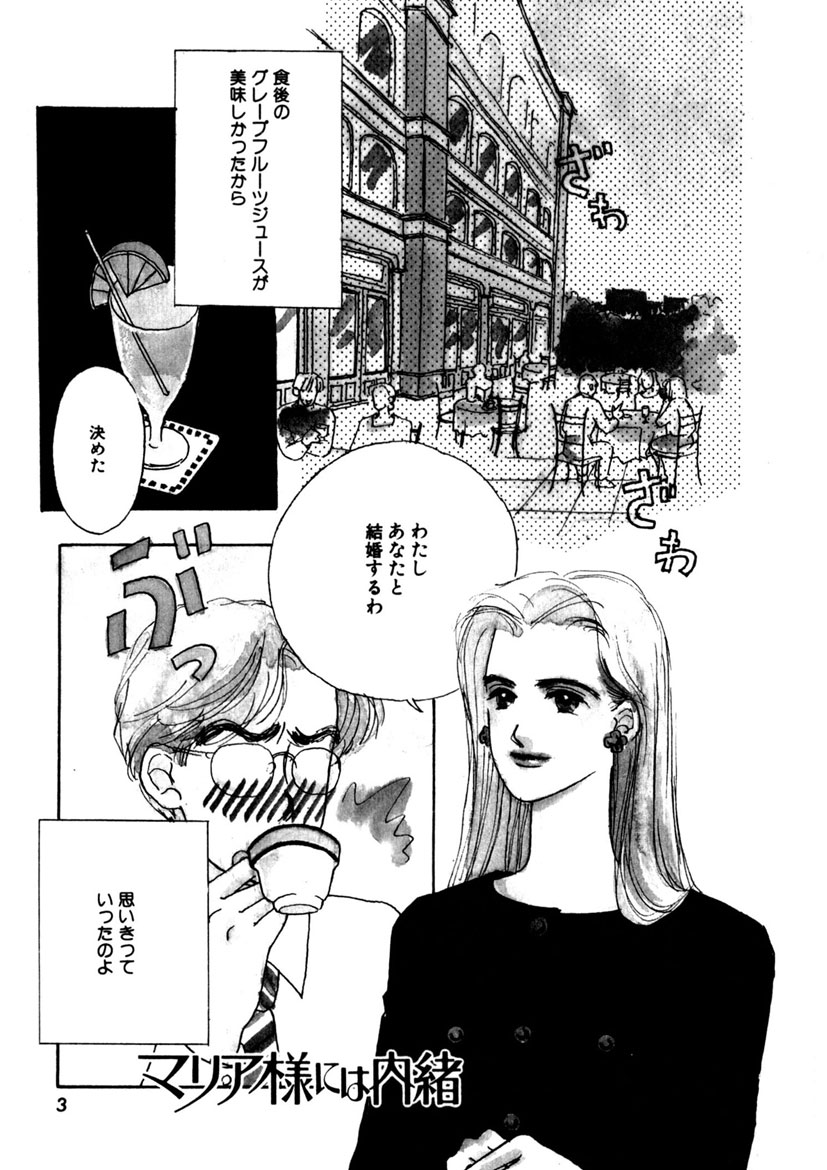 食後の
グレープフルーツジュースが
美味しかったから
ざわ
決めた
ざわ
わたし
あなたと
結婚するわ
ぶっ
思いきって
いったのよ
マリア様には内緒
3